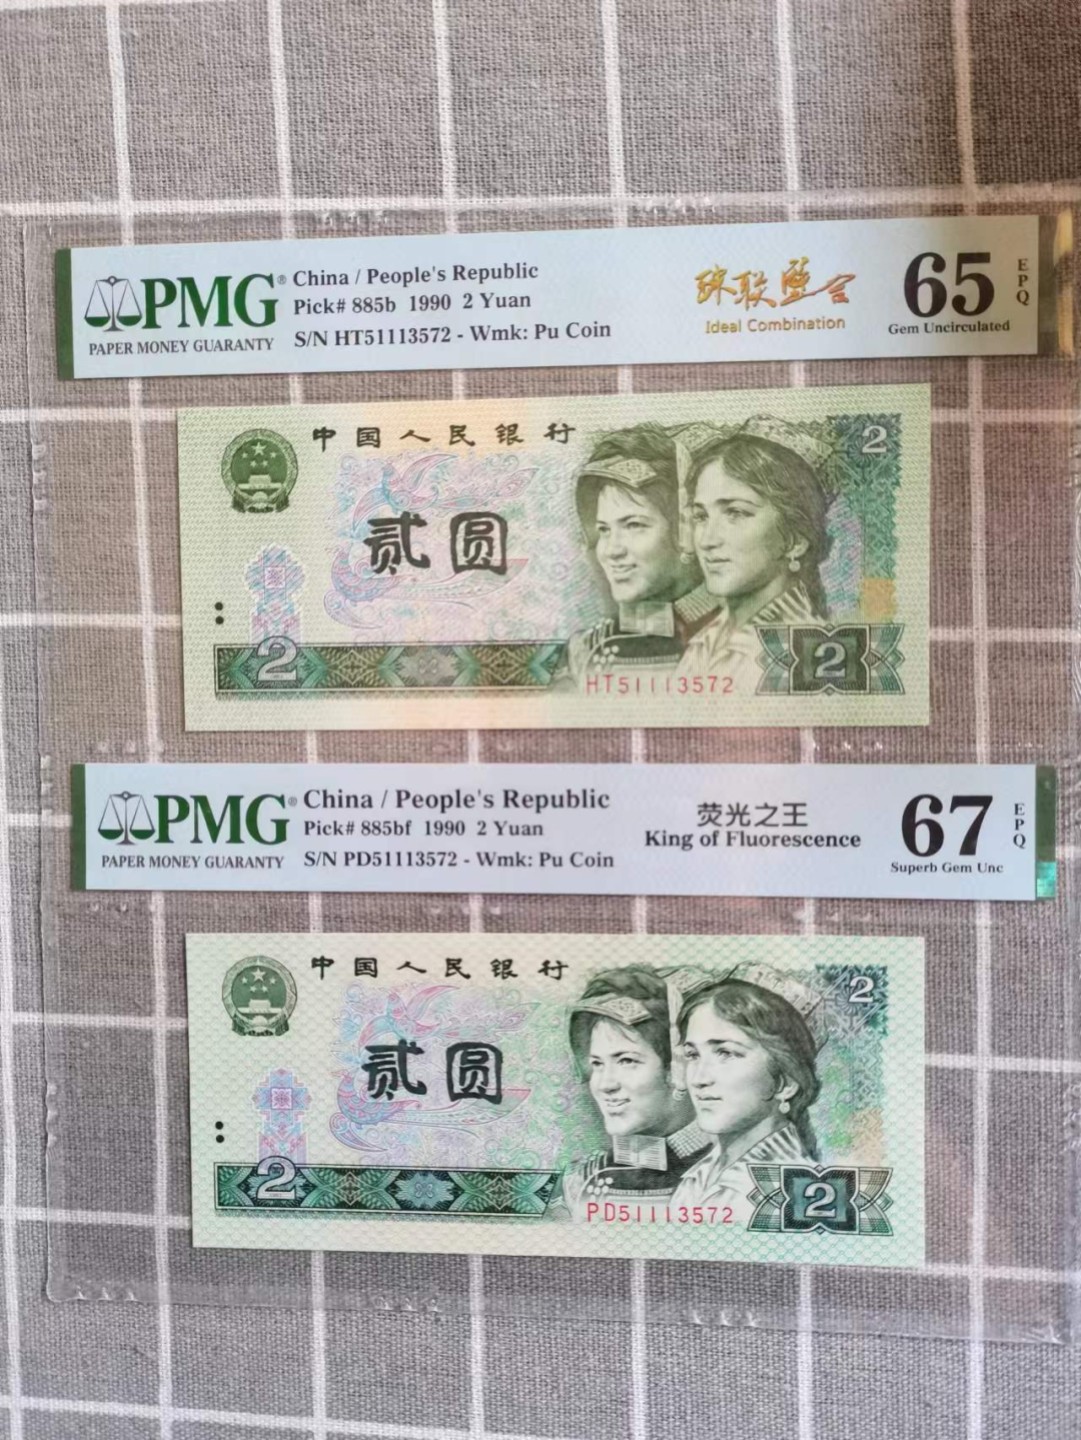 PMG®
PAPER MONEY GUARANTY
China / People's Republic
Pick# 885b 1990 2 Yuan
S/N HT51113572 - Wmk: Pu Coin
珠联璧合
Ideal Combination
65
EPQ
Gem Uncirculated
中国人民银行
2
贰圆
2
2
HT51113572
PMG®
PAPER MONEY GUARANTY
China / People's Republic
Pick# 885bf 1990 2 Yuan
S/N PD51113572 - Wmk: Pu Coin
荧光之王
King of Fluorescence
67
EPQ
Superb Gem Unc
中国人民银行
2
贰圆
2
2
PD51113572